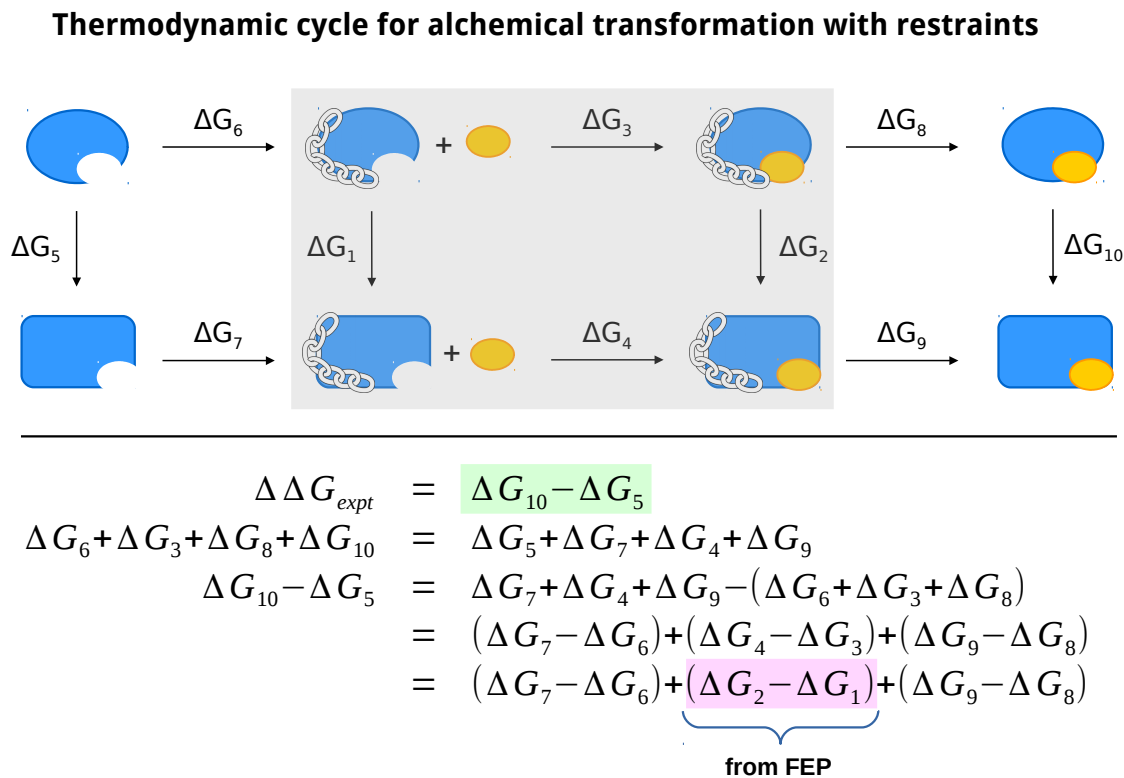 Thermodynamic cycle for alchemical transformation with restraints
ΔG₆ ΔG₃ ΔG₈
+
ΔG₅ ΔG₁ ΔG₂ ΔG₁₀
ΔG₇ ΔG₄ ΔG₉
+
ΔΔG_expt = ΔG₁₀−ΔG₅
ΔG₆+ΔG₃+ΔG₈+ΔG₁₀ = ΔG₅+ΔG₇+ΔG₄+ΔG₉
ΔG₁₀−ΔG₅ = ΔG₇+ΔG₄+ΔG₉−(ΔG₆+ΔG₃+ΔG₈)
= (ΔG₇−ΔG₆)+(ΔG₄−ΔG₃)+(ΔG₉−ΔG₈)
= (ΔG₇−ΔG₆)+(ΔG₂−ΔG₁)+(ΔG₉−ΔG₈)
from FEP